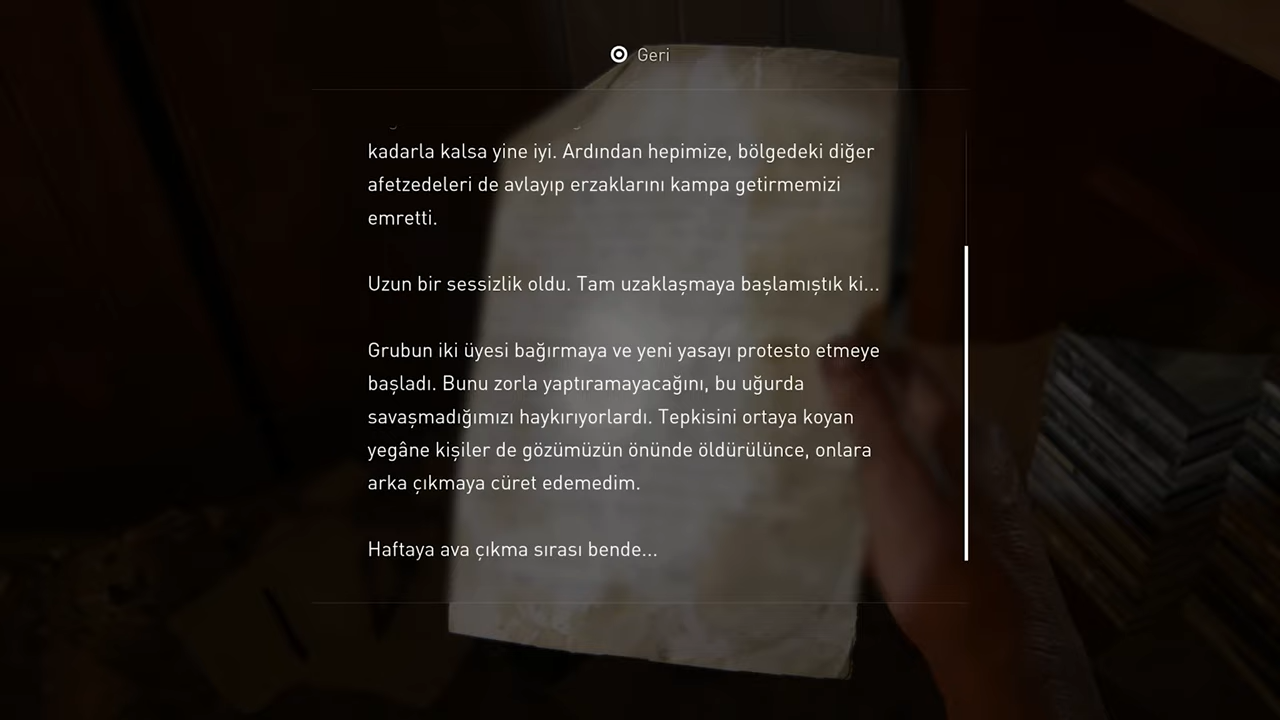 Geri
kadarla kalsa yine iyi. Ardından hepimize, bölgedeki diğer
afetzedeleri de avlayıp erzaklarını kampa getirmemizi
emretti.
Uzun bir sessizlik oldu. Tam uzaklaşmaya başlamıştık ki...
Grubun iki üyesi bağırmaya ve yeni yasayı protesto etmeye
başladı. Bunu zorla yaptıramayacağını, bu uğurda
savaşmadığımızı haykırıyorlardı. Tepkisini ortaya koyan
yegâne kişiler de gözümüzün önünde öldürülünce, onlara
arka çıkmaya cüret edemedim.
Haftaya ava çıkma sırası bende...